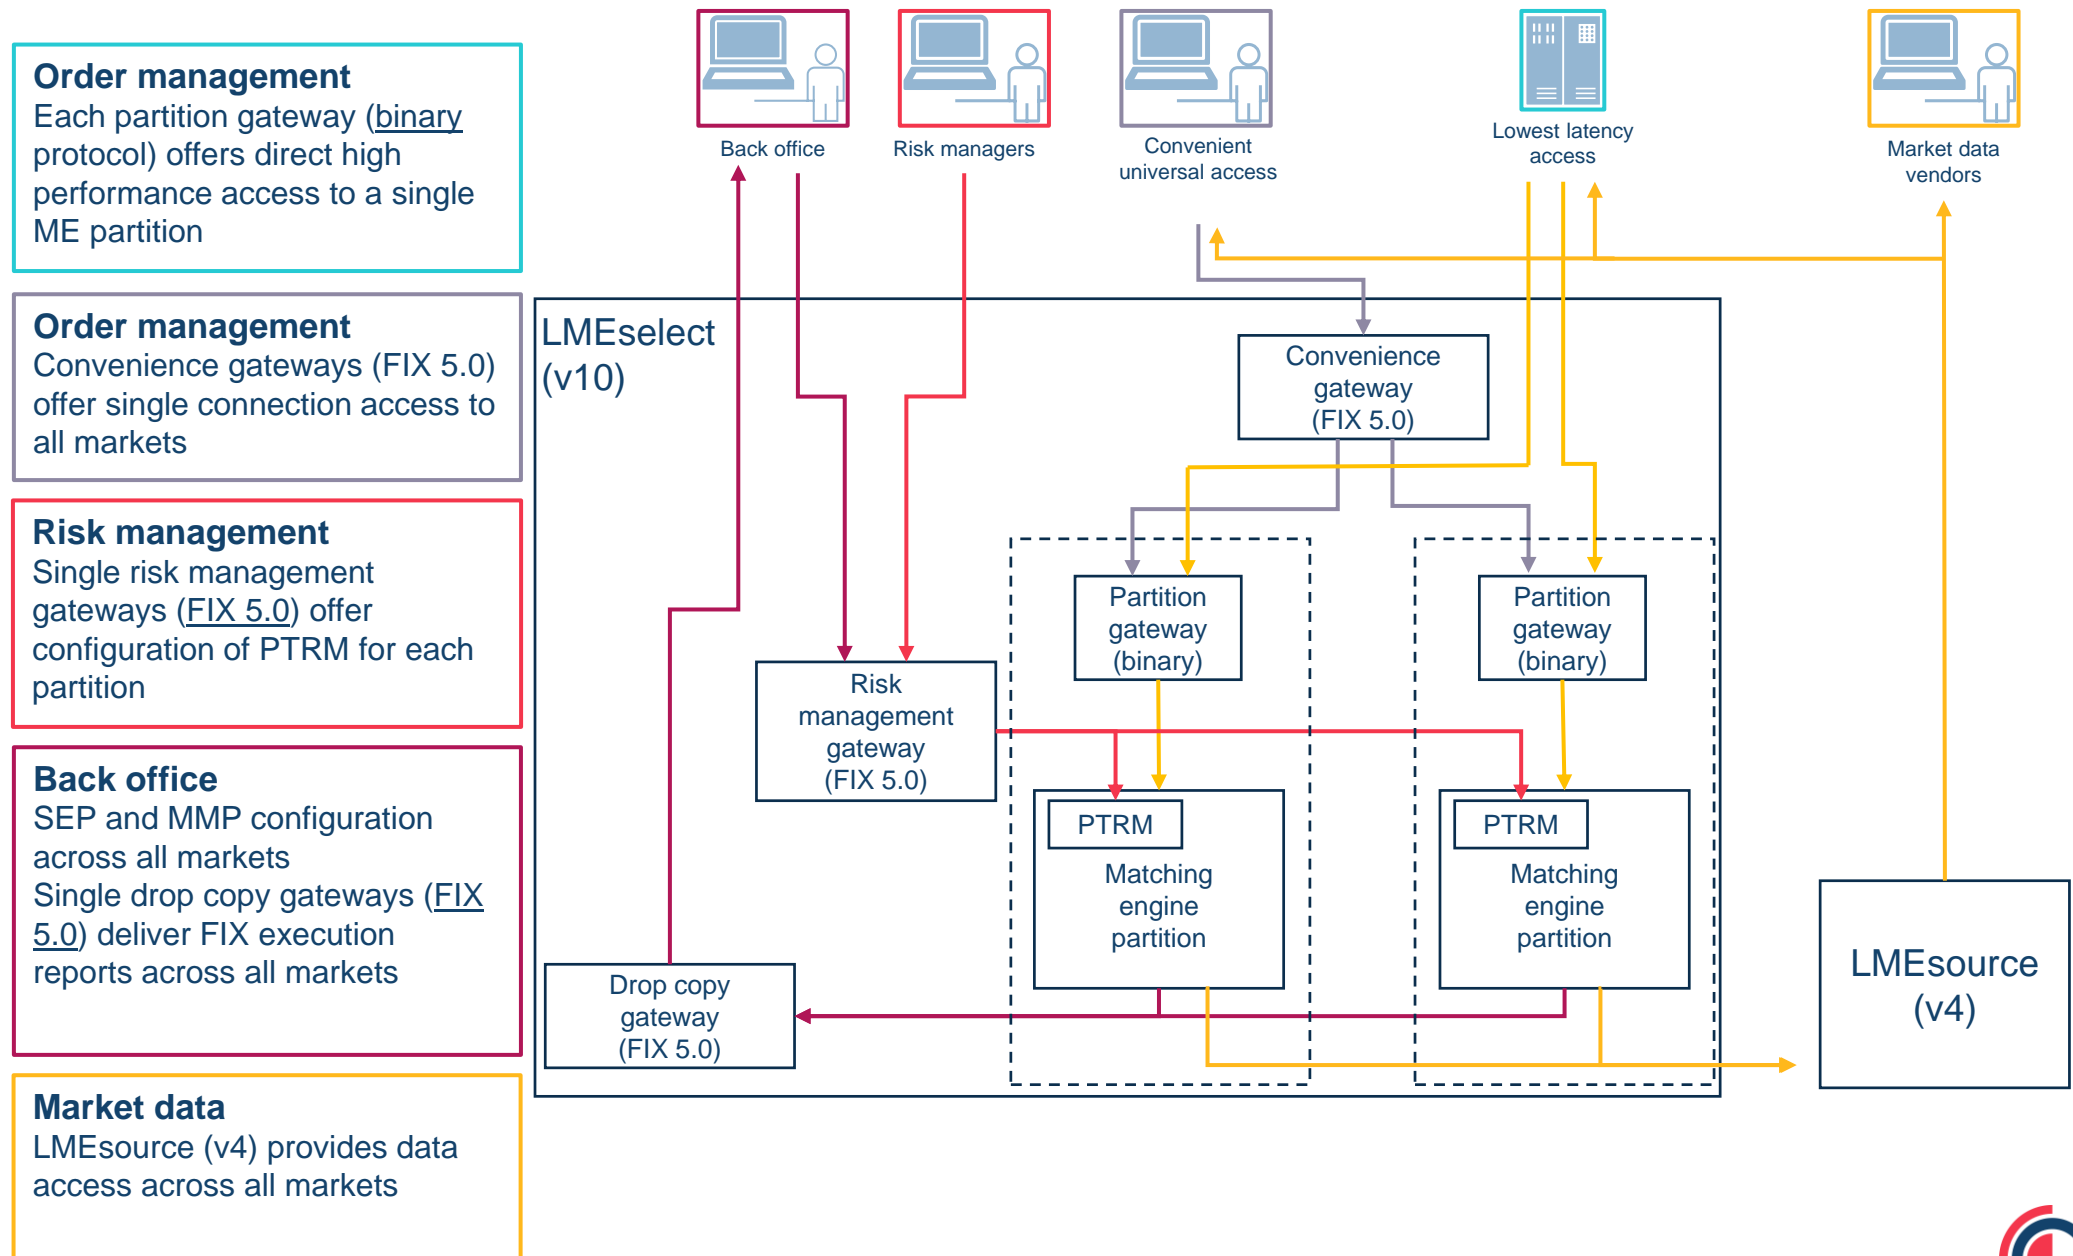 Order management
Each partition gateway (binary
protocol) offers direct high
performance access to a single
ME partition
Order management
Convenience gateways (FIX 5.0)
offer single connection access to
all markets
Risk management
Single risk management
gateways (FIX 5.0) offer
configuration of PTRM for each
partition
Back office
SEP and MMP configuration
across all markets
Single drop copy gateways (FIX
5.0) deliver FIX execution
reports across all markets
Market data
LMEsource (v4) provides data
access across all markets
Back office
Risk managers
Convenient
universal access
Lowest latency
access
Market data
vendors
LMEselect
(v10)
Convenience
gateway
(FIX 5.0)
Partition
gateway
(binary)
Partition
gateway
(binary)
Risk
management
gateway
(FIX 5.0)
PTRM
Matching
engine
partition
PTRM
Matching
engine
partition
Drop copy
gateway
(FIX 5.0)
LMEsource
(v4)